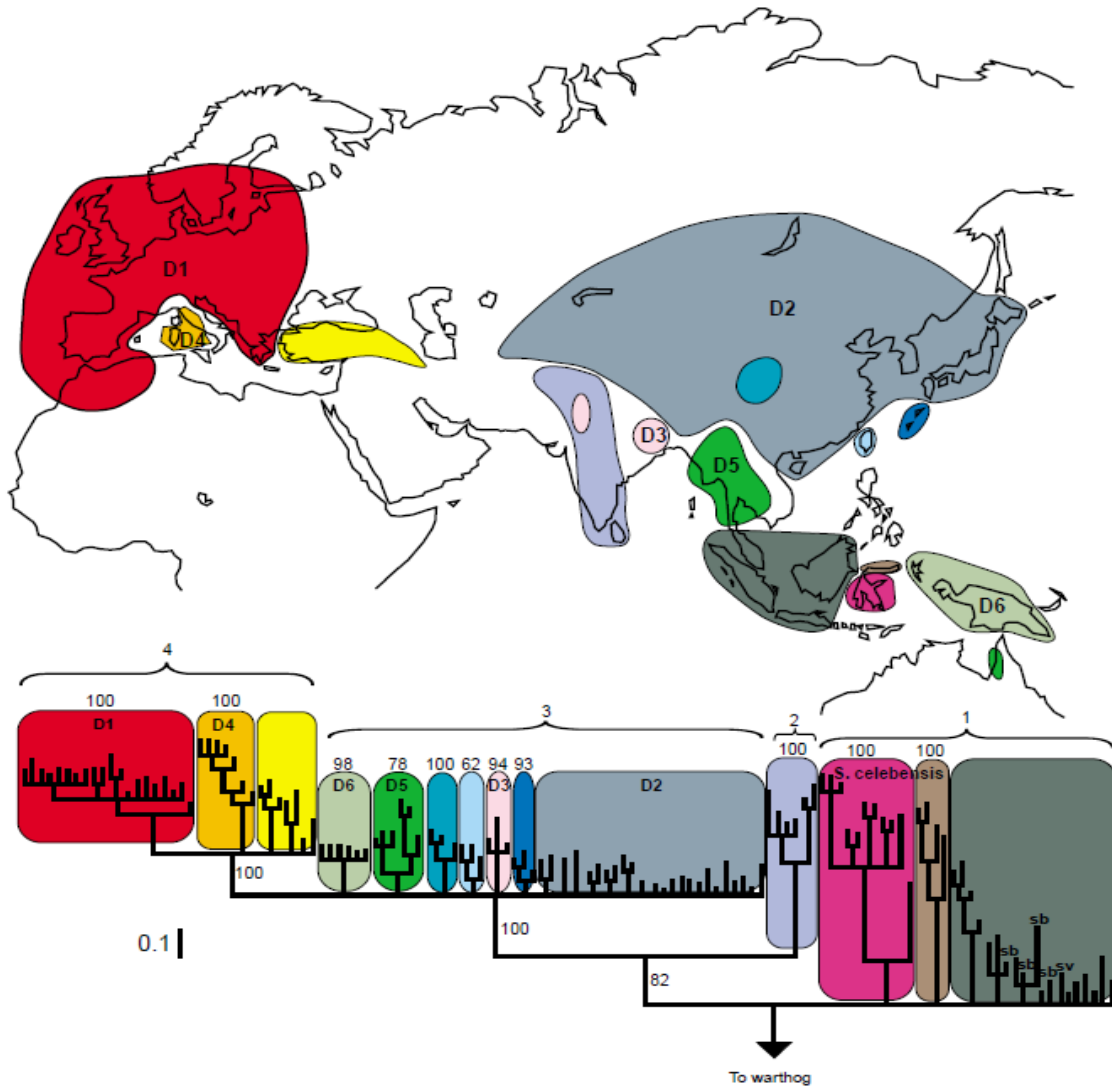 D1
D2
D4
D3
D5
D6
4
3
2
1
100
100
100
100
100
D1
D4
98
78
100
62
94
93
S. celebensis
D6
D5
D3
D2
sb
sb
sb
sb
sv
100
100
0.1
82
To warthog